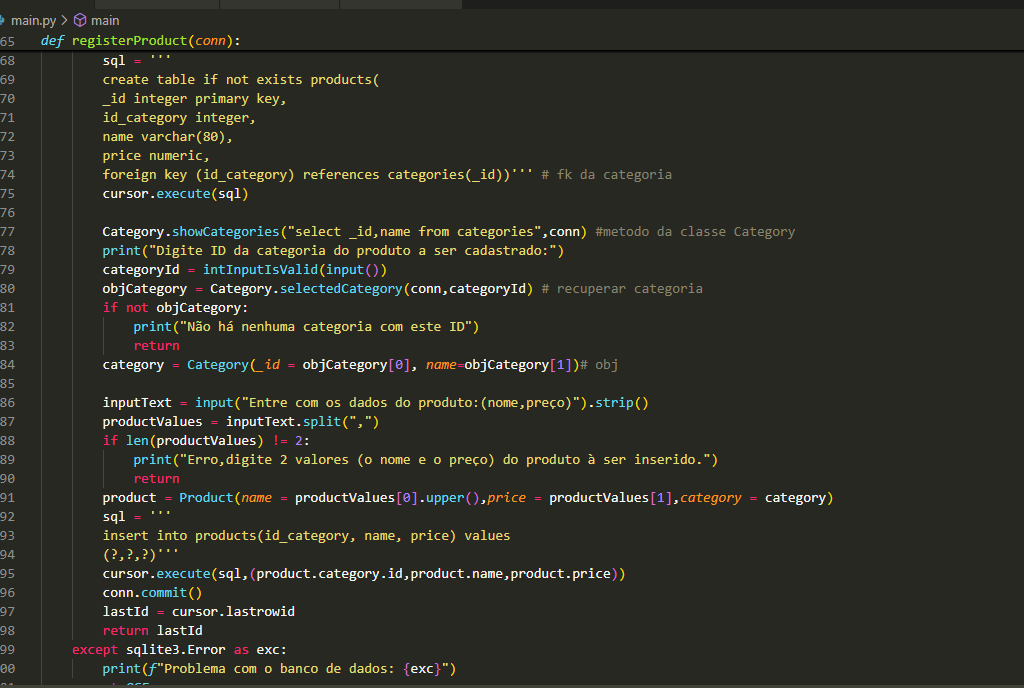 main.py > main
65 def registerProduct(conn):
68 sql = '''
69 create table if not exists products(
70 _id integer primary key,
71 id_category integer,
72 name varchar(80),
73 price numeric,
74 foreign key (id_category) references categories(_id))''' # fk da categoria
75 cursor.execute(sql)
76
77 Category.showCategories("select _id,name from categories",conn) #metodo da classe Category
78 print("Digite ID da categoria do produto a ser cadastrado:")
79 categoryId = intInputIsValid(input())
80 objCategory = Category.selectedCategory(conn,categoryId) # recuperar categoria
81 if not objCategory:
82 print("Não há nenhuma categoria com este ID")
83 return
84 category = Category(_id = objCategory[0], name=objCategory[1])# obj
85
86 inputText = input("Entre com os dados do produto:(nome,preço)").strip()
87 productValues = inputText.split(",")
88 if len(productValues) != 2:
89 print("Erro,digite 2 valores (o nome e o preço) do produto à ser inserido.")
90 return
91 product = Product(name = productValues[0].upper(),price = productValues[1],category = category)
92 sql = '''
93 insert into products(id_category, name, price) values
94 (?,?,?)'''
95 cursor.execute(sql,(product.category.id,product.name,product.price))
96 conn.commit()
97 lastId = cursor.lastrowid
98 return lastId
99 except sqlite3.Error as exc:
00 print(f"Problema com o banco de dados: {exc}")